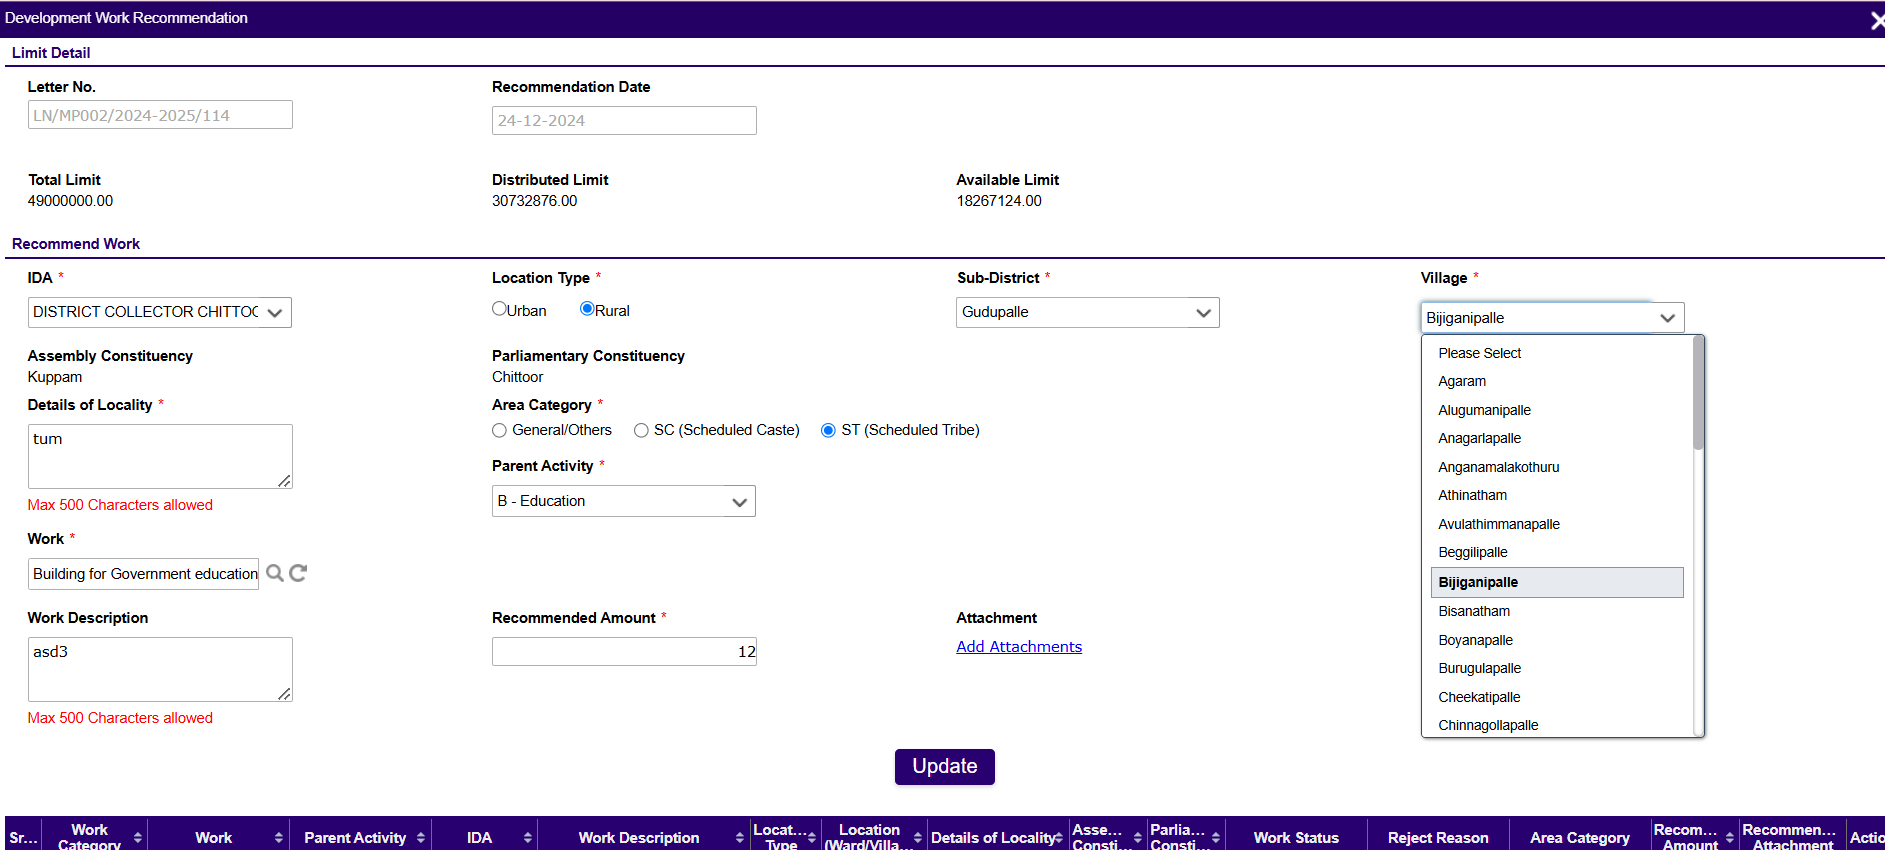 Development Work Recommendation
Limit Detail
Letter No.
Recommendation Date
LN/MP002/2024-2025/114
24-12-2024
Total Limit
Distributed Limit
Available Limit
49000000.00
30732876.00
18267124.00
Recommend Work
IDA *
Location Type *
Sub-District *
Village *
DISTRICT COLLECTOR CHITTOO
Urban
Rural
Gudupalle
Bijiganipalle
Please Select
Agaram
Alugumanipalle
Anagarlapalle
Anganamalakothuru
Athinatham
Avulathimmanapalle
Beggilipalle
Bijiganipalle
Bisanatham
Boyanapalle
Burugulapalle
Cheekatipalle
Chinnagollapalle
Assembly Constituency
Parliamentary Constituency
Kuppam
Chittoor
Details of Locality *
Area Category *
tum
General/Others
SC (Scheduled Caste)
ST (Scheduled Tribe)
Parent Activity *
Max 500 Characters allowed
B - Education
Work *
Building for Government education
Work Description
Recommended Amount *
Attachment
asd3
12
Add Attachments
Max 500 Characters allowed
Update
Sr...
Work Category
Work
Parent Activity
IDA
Work Description
Locat... Type
Location (Ward/Villa...
Details of Locality
Asse... Consti...
Parlia... Consti...
Work Status
Reject Reason
Area Category
Recom... Amount
Recommen... Attachment
Actio